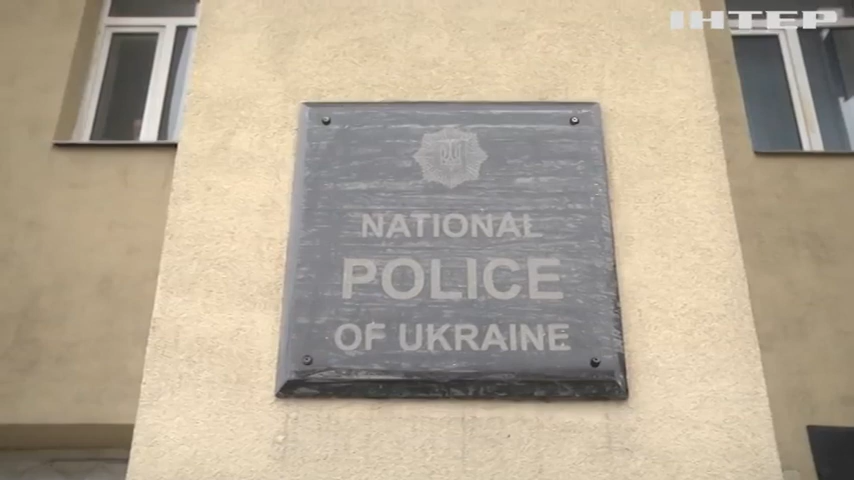 ІНТЕР
NATIONAL
POLICE
OF UKRAINE